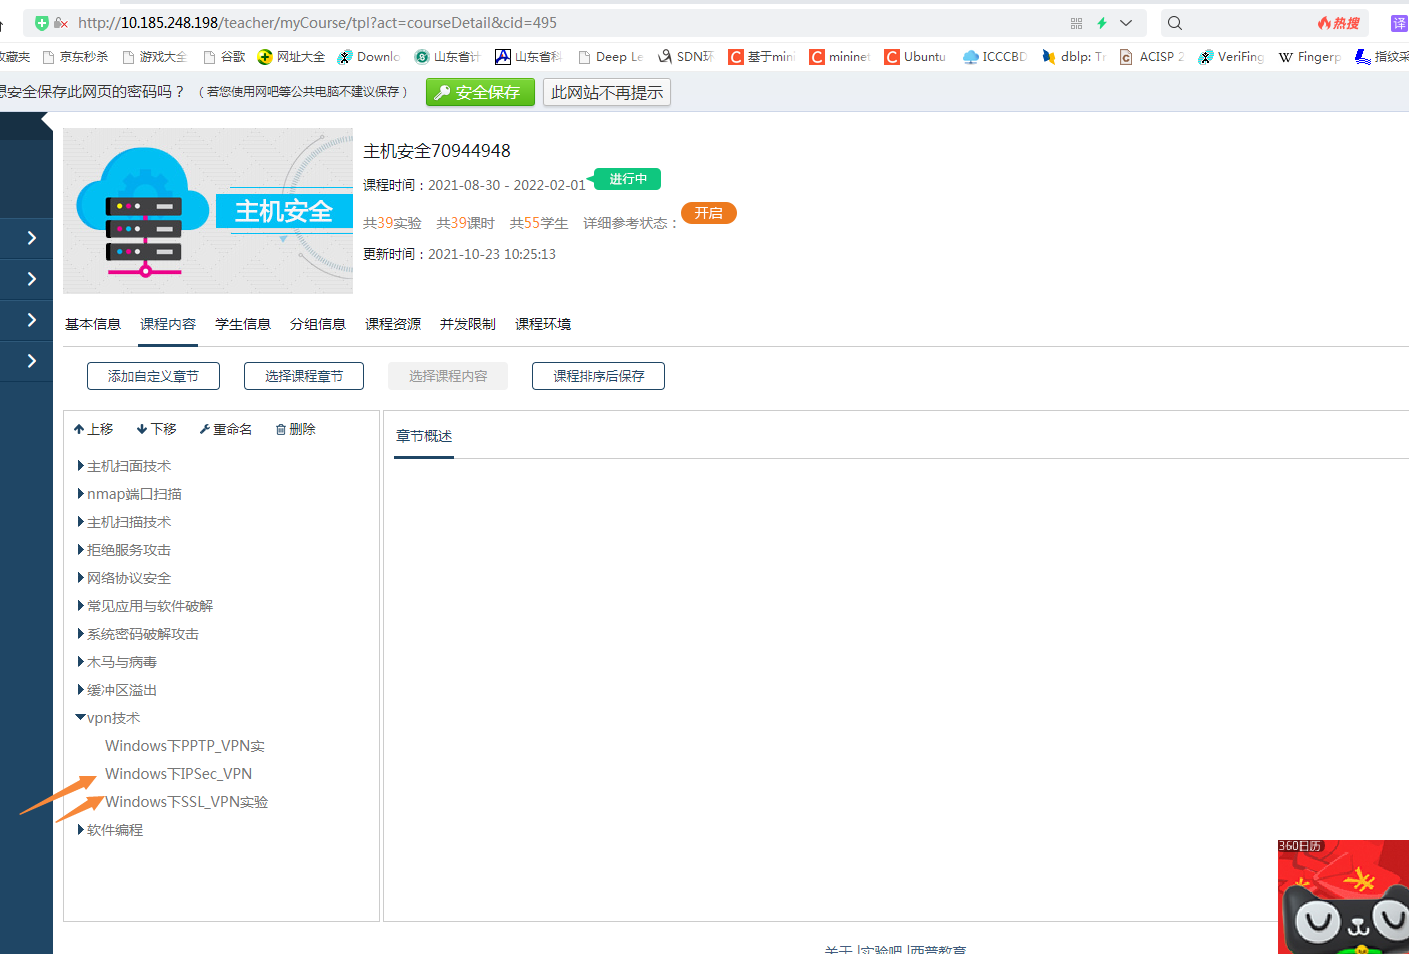 http://10.185.248.198/teacher/myCourse/tpl?act=courseDetail&cid=495
热搜
译
收藏夹 京东秒杀 游戏大全 谷歌 网址大全 Downlo 山东省计 山东省科 Deep Le SDN环 基于mini mininet Ubuntu ICCCBD dblp: Tr ACISP 2 VeriFing Fingerp 指纹采
想安全保存此网页的密码吗？ （若您使用网吧等公共电脑不建议保存） 安全保存 此网站不再提示
主机安全
主机安全70944948
课程时间：2021-08-30 - 2022-02-01 进行中
共39实验 共39课时 共55学生 详细参考状态： 开启
更新时间：2021-10-23 10:25:13
基本信息 课程内容 学生信息 分组信息 课程资源 并发限制 课程环境
添加自定义章节 选择课程章节 选择课程内容 课程排序后保存
上移 下移 重命名 删除
章节概述
主机扫面技术
nmap端口扫描
主机扫描技术
拒绝服务攻击
网络协议安全
常见应用与软件破解
系统密码破解攻击
木马与病毒
缓冲区溢出
vpn技术
Windows下PPTP_VPN实
Windows下IPSec_VPN
Windows下SSL_VPN实验
软件编程
360日历
关于 |实验吧 |西普教育